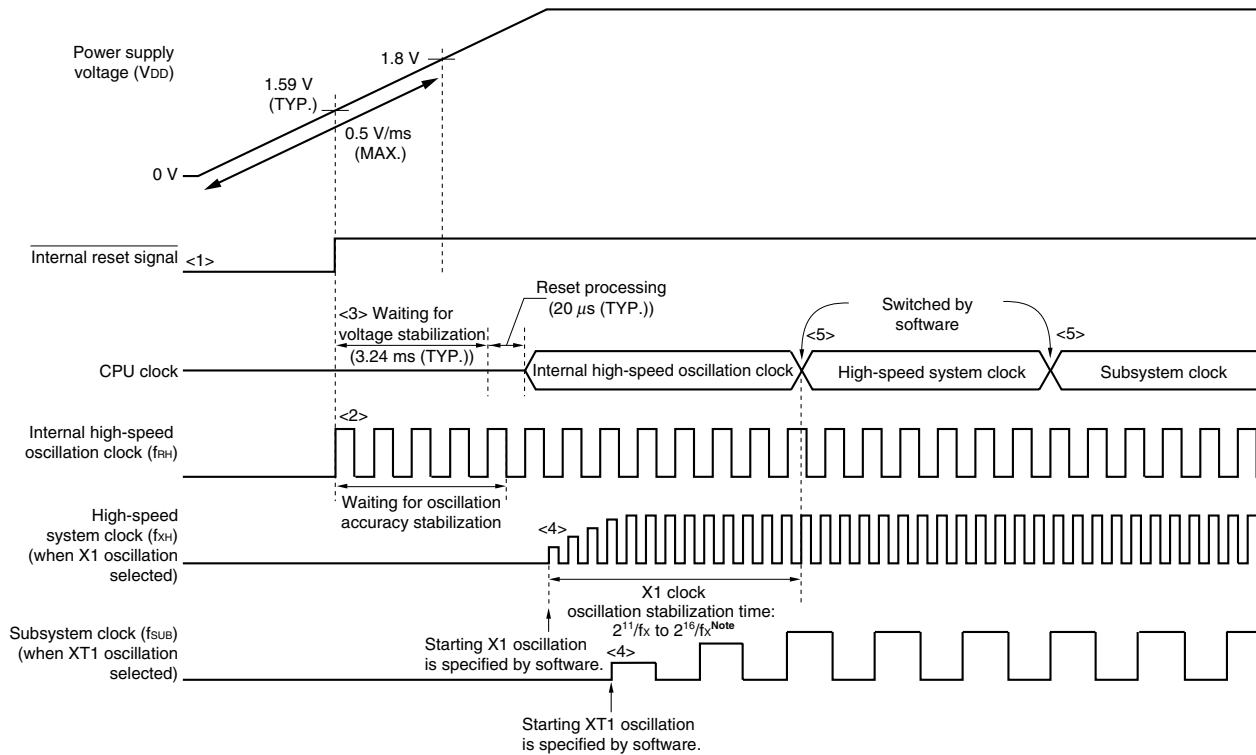 Power supply
voltage (VDD)
1.8 V
1.59 V
(TYP.)
0.5 V/ms
(MAX.)
0 V
Internal reset signal
<1>
Reset processing
(20 μs (TYP.))
<3> Waiting for
voltage stabilization
(3.24 ms (TYP.))
Switched by
software
<5>
<5>
CPU clock
Internal high-speed oscillation clock
High-speed system clock
Subsystem clock
Internal high-speed
oscillation clock (fRH)
<2>
Waiting for oscillation
accuracy stabilization
High-speed
system clock (fXH)
(when X1 oscillation
selected)
<4>
X1 clock
oscillation stabilization time:
2¹¹/fX to 2¹⁶/fX Note
Starting X1 oscillation
is specified by software.
Subsystem clock (fSUB)
(when XT1 oscillation
selected)
<4>
Starting XT1 oscillation
is specified by software.